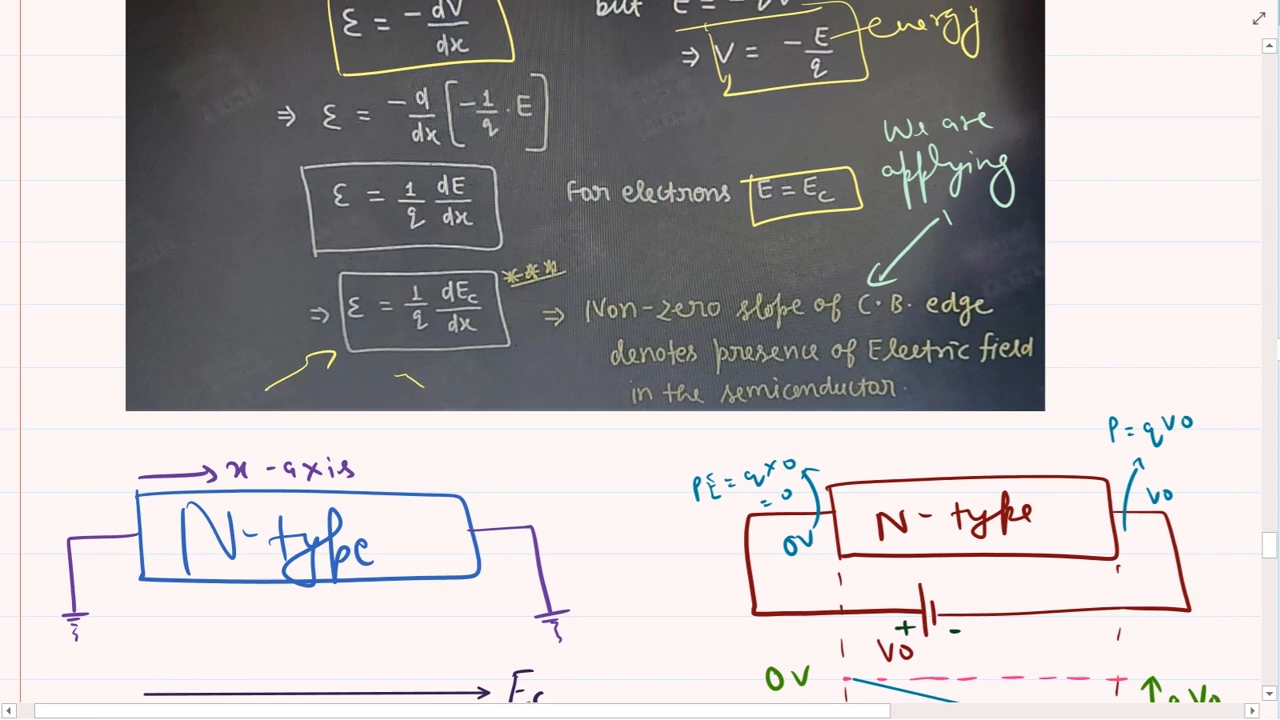 ε = -dV/dx
but E = -qV
⇒ V = -E/q
energy
⇒ ε = -d/dx [-1/q · E]
We are
applying
ε = 1/q dE/dx
For electrons E = Ec
***
⇒ ε = 1/q dEc/dx
⇒ Non-zero slope of C.B. edge
denotes presence of Electric field
in the semiconductor.
x-axis
N-type
P = qV0
PE = q×0
= 0
V0
0V
N-type
+ -
V0
0V
Ec
qV0